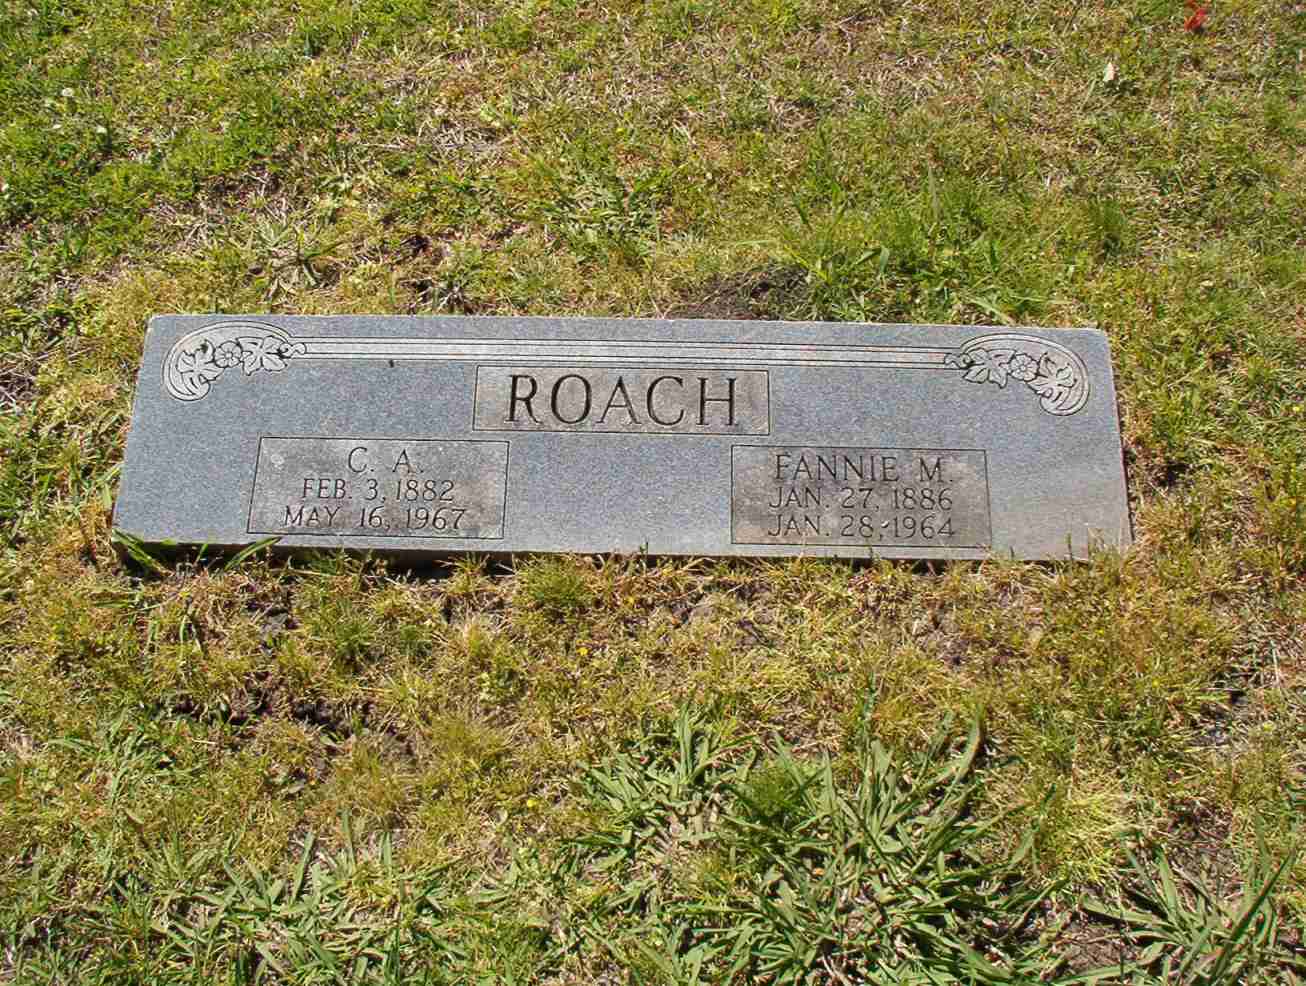 ROACH
C. A.
FEB. 3, 1882
MAY 16, 1967
FANNIE M.
JAN. 27, 1886
JAN. 28, 1964